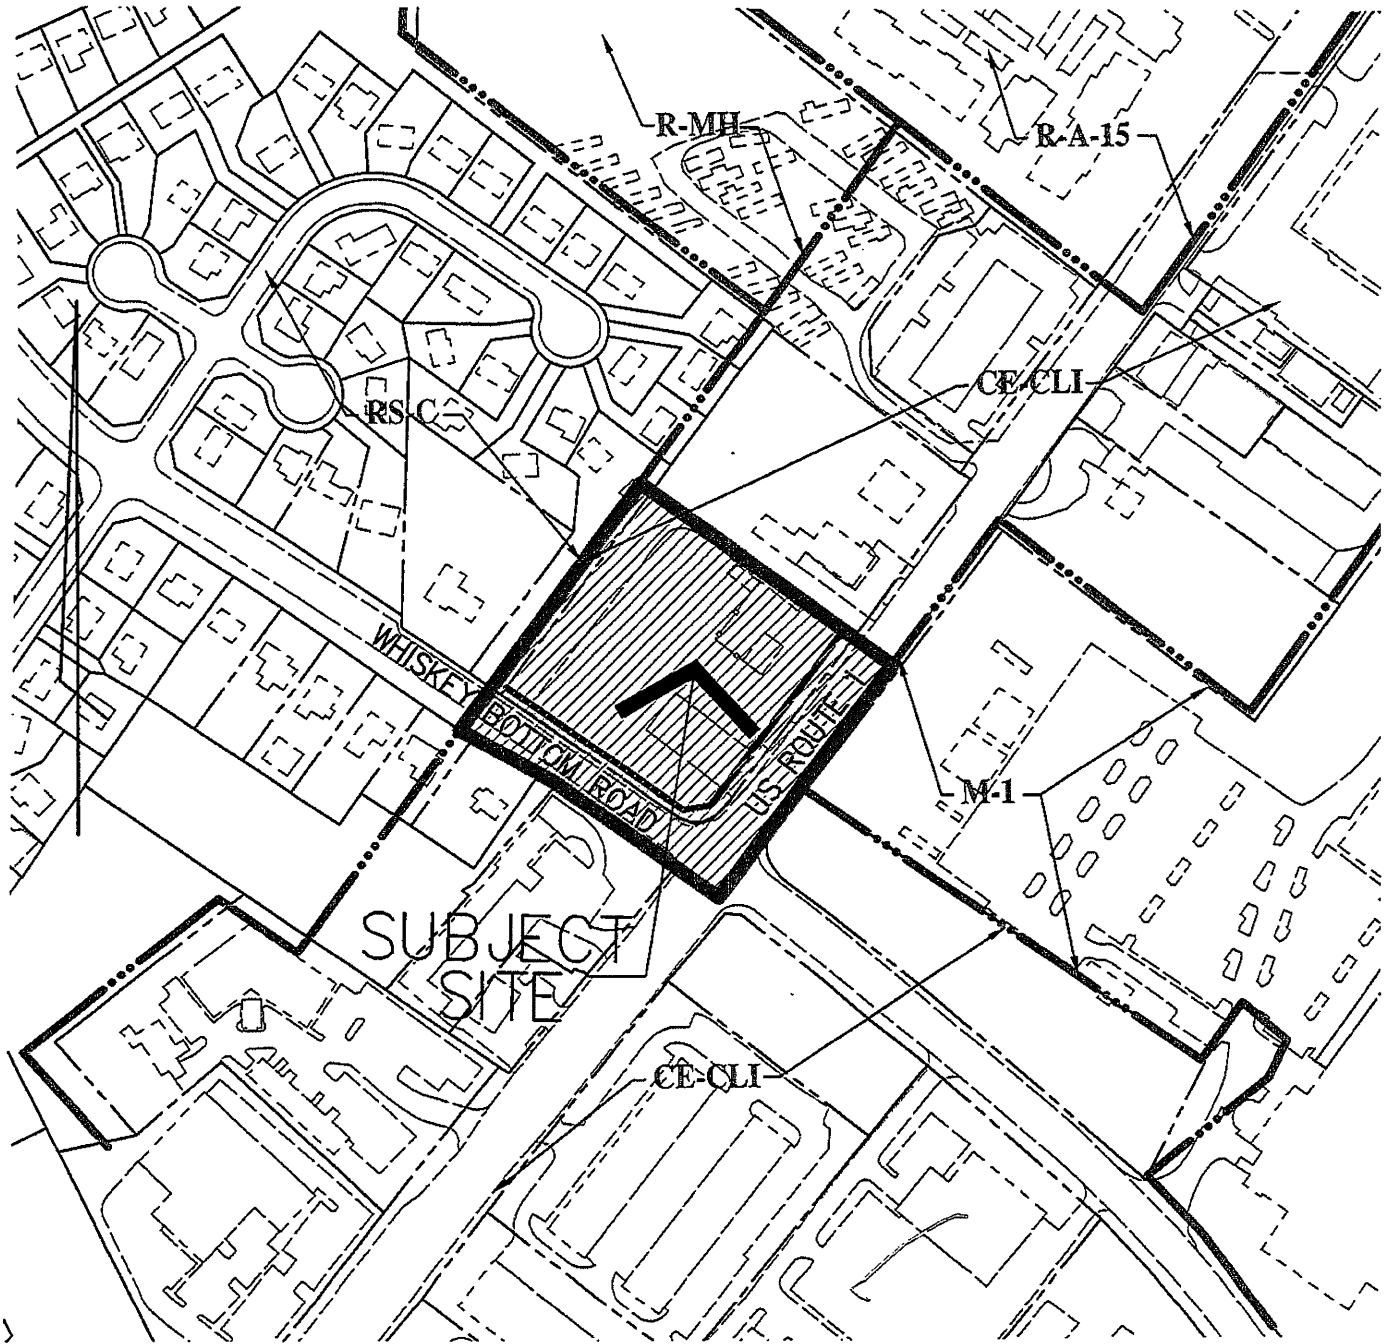 R-MH
R-A-15
CE-CLI
RS-C
WHISKEY BOTTOM ROAD
US ROUTE 1
M-1
SUBJECT
SITE
CE-CLI